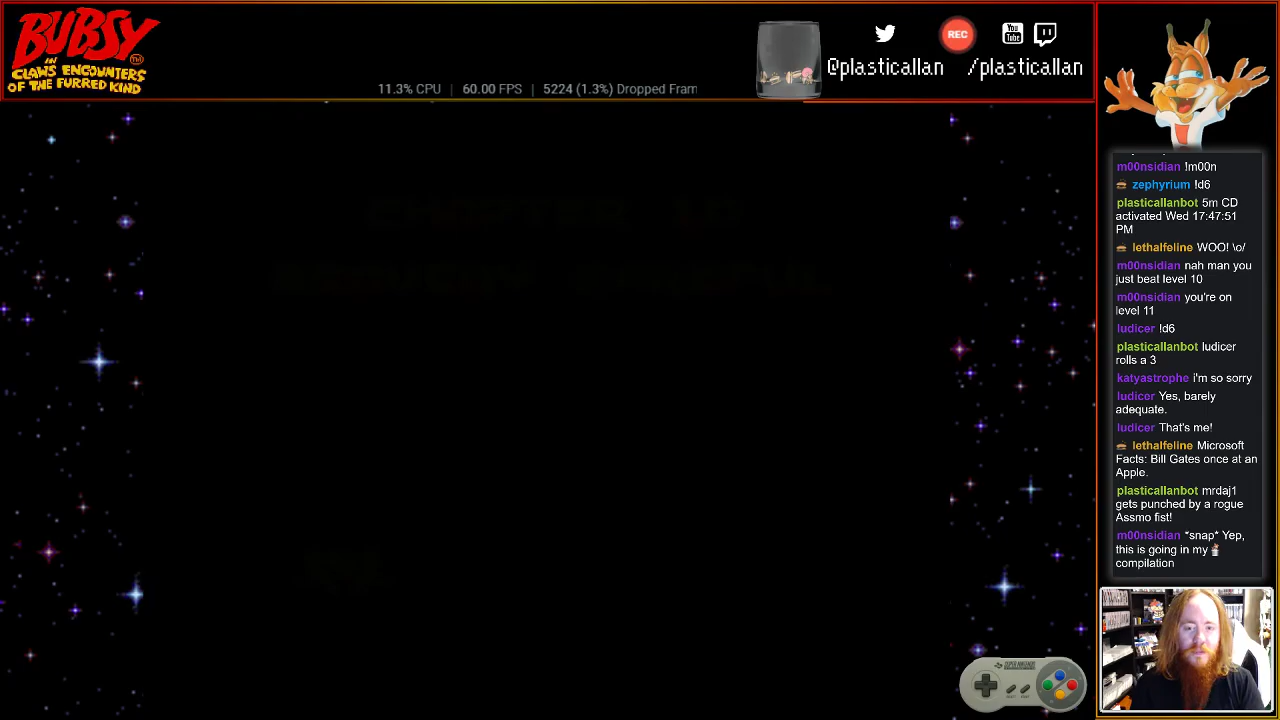 BUBSY
TM
IN
CLAWS ENCOUNTERS
OF THE FURRED KIND
11.3% CPU | 60.00 FPS | 5224 (1.3%) Dropped Fram
REC
You
Tube
@plasticallan
/plasticallan
m00nsidian !m00n
zephyrium !d6
plasticallanbot 5m CD
activated Wed 17:47:51
PM
lethalfeline WOO! \o/
m00nsidian nah man you
just beat level 10
m00nsidian you're on
level 11
ludicer !d6
plasticallanbot ludicer
rolls a 3
katyastrophe i'm so sorry
ludicer Yes, barely
adequate.
ludicer That's me!
lethalfeline Microsoft
Facts: Bill Gates once at an
Apple.
plasticallanbot mrdaj1
gets punched by a rogue
Assmo fist!
m00nsidian *snap* Yep,
this is going in my
compilation